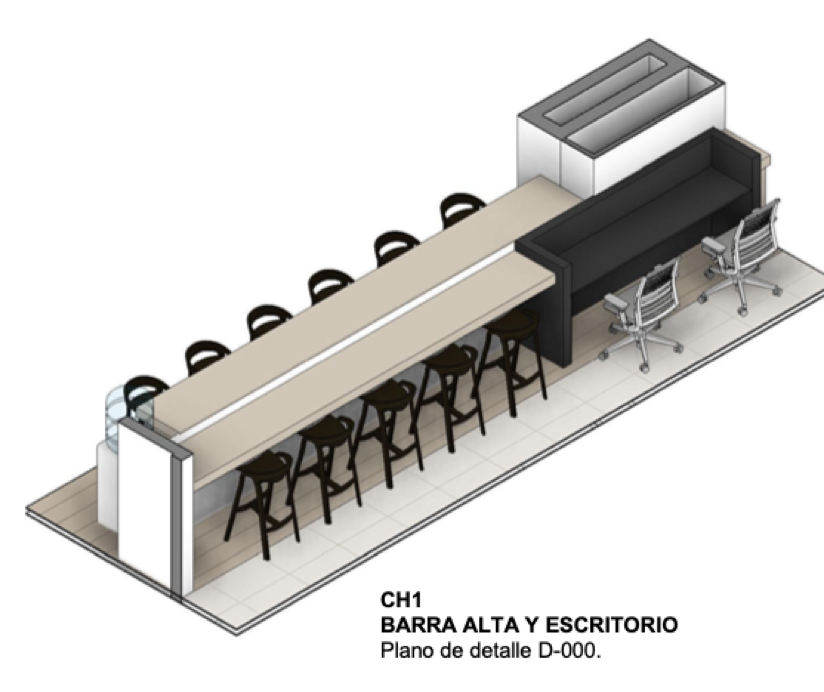 CH1
BARRA ALTA Y ESCRITORIO
Plano de detalle D-000.